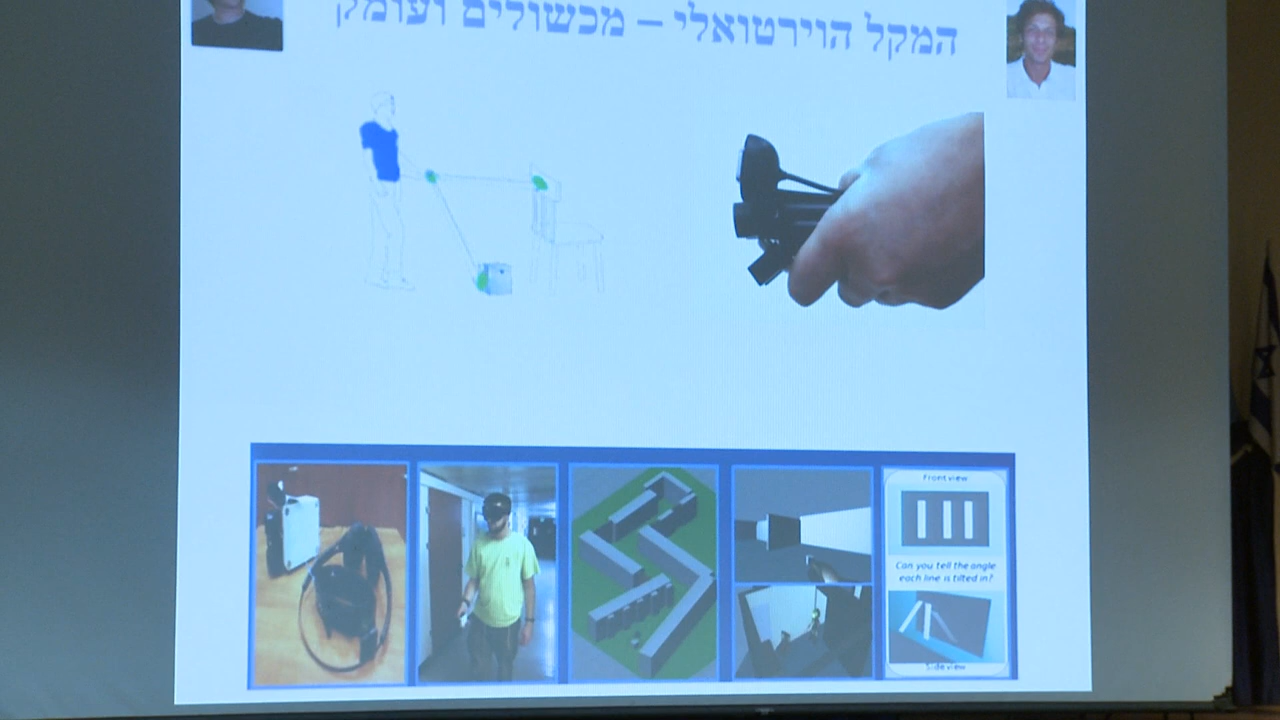 המקל הוירטואלי – מכשולים ועומק
Front view
Can you tell the angle
each line is tilted in?
Side view